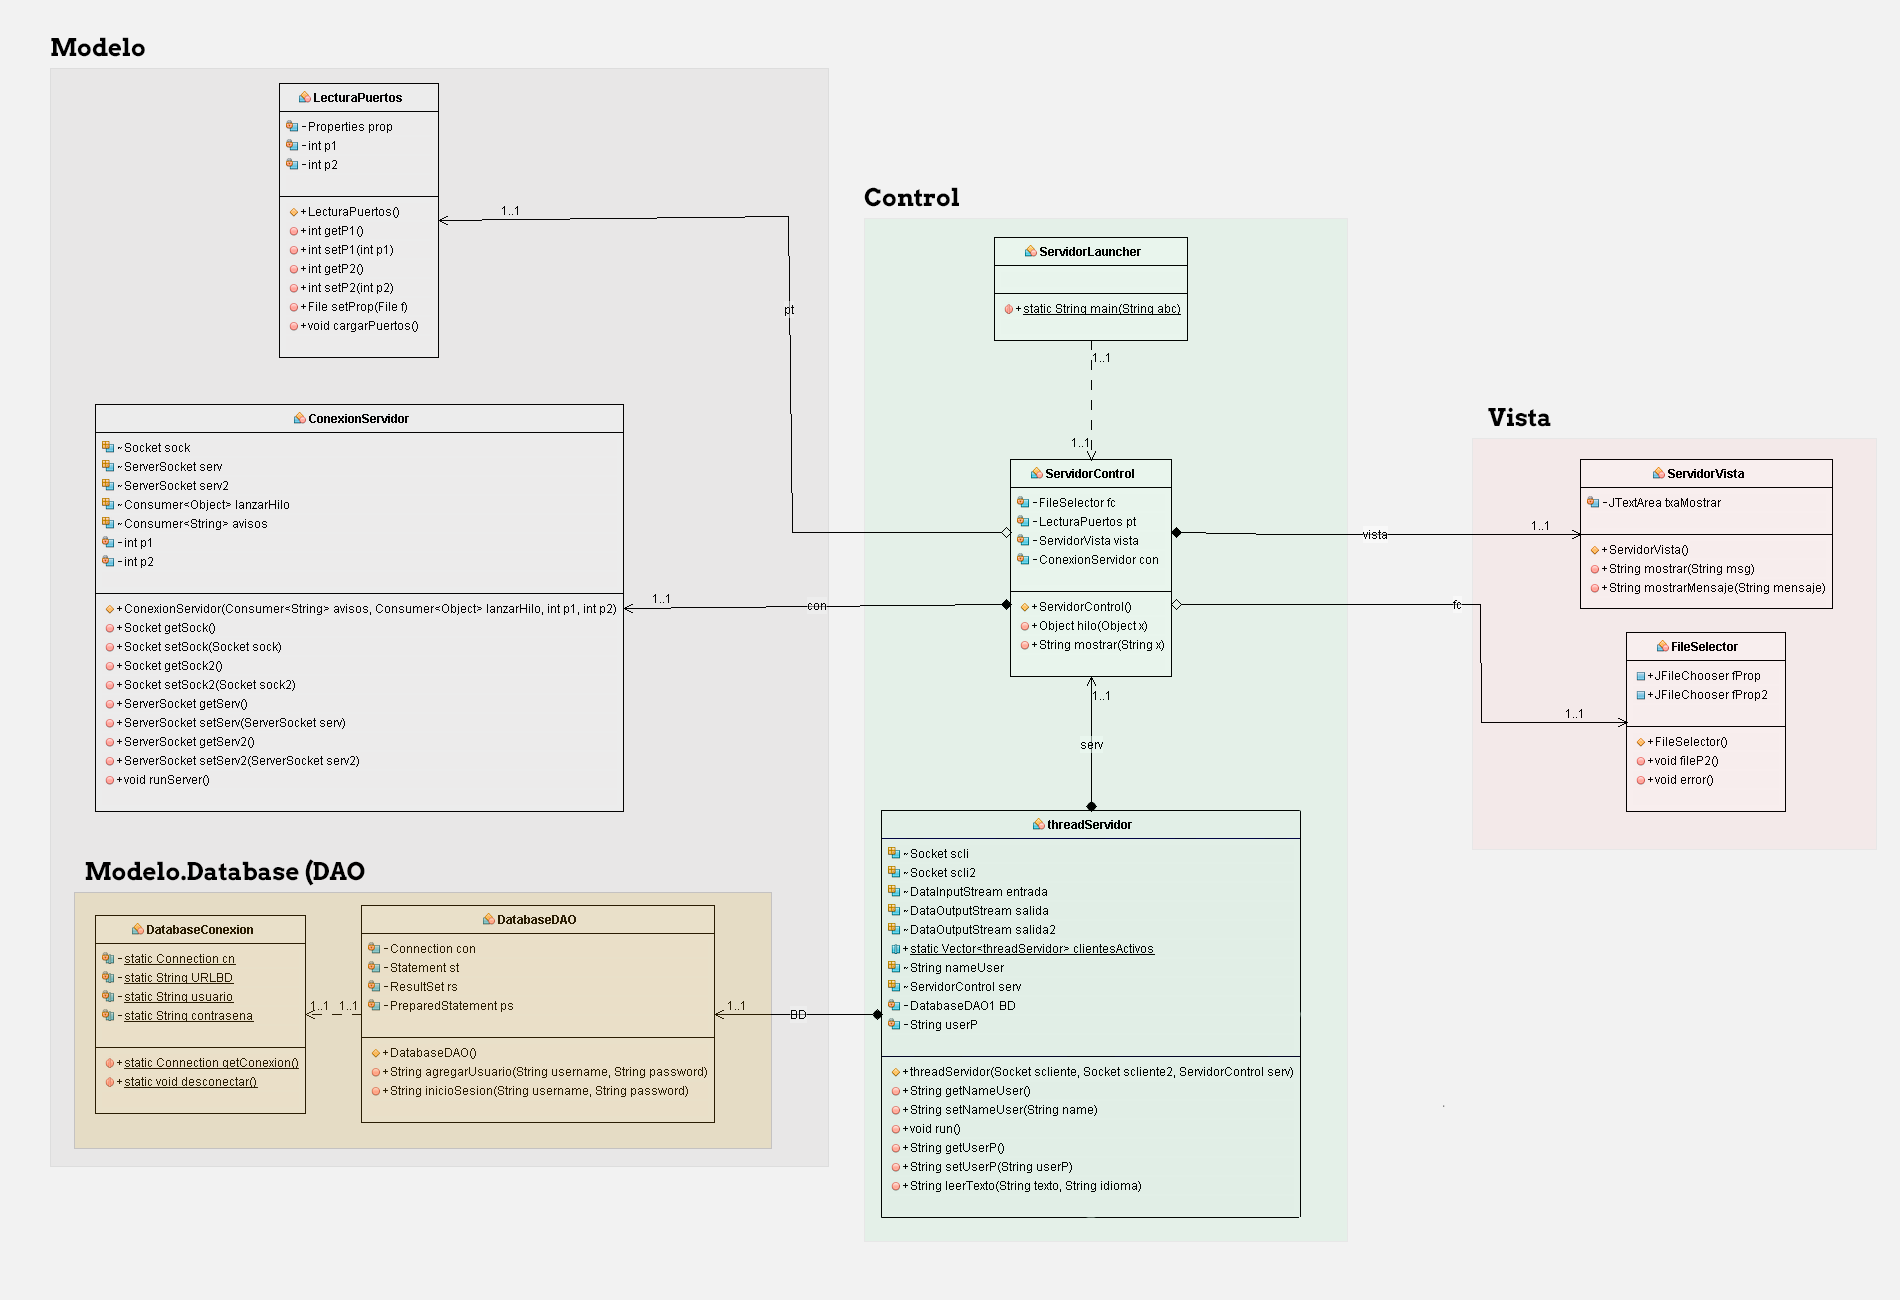 Modelo
LecturaPuertos
- Properties prop
- int p1
- int p2
+ LecturaPuertos()
+ int getP1()
+ int setP1(int p1)
+ int getP2()
+ int setP2(int p2)
+ File setProp(File f)
+ void cargarPuertos()
1..1
pt
ConexionServidor
~ Socket sock
~ ServerSocket serv
~ ServerSocket serv2
~ Consumer<Object> lanzarHilo
~ Consumer<String> avisos
- int p1
- int p2
+ ConexionServidor(Consumer<String> avisos, Consumer<Object> lanzarHilo, int p1, int p2)
+ Socket getSock()
+ Socket setSock(Socket sock)
+ Socket getSock2()
+ Socket setSock2(Socket sock2)
+ ServerSocket getServ()
+ ServerSocket setServ(ServerSocket serv)
+ ServerSocket getServ2()
+ ServerSocket setServ2(ServerSocket serv2)
+ void runServer()
1..1
con
Modelo.Database (DAO
DatabaseConexion
- static Connection cn
- static String URLBD
- static String usuario
- static String contrasena
+ static Connection getConexion()
+ static void desconectar()
1..1
1..1
DatabaseDAO
- Connection con
- Statement st
- ResultSet rs
- PreparedStatement ps
+ DatabaseDAO()
+ String agregarUsuario(String username, String password)
+ String inicioSesion(String username, String password)
1..1
BD
Control
ServidorLauncher
+ static String main(String abc)
1..1
1..1
ServidorControl
- FileSelector fc
- LecturaPuertos pt
- ServidorVista vista
- ConexionServidor con
+ ServidorControl()
+ Object hilo(Object x)
+ String mostrar(String x)
1..1
serv
threadServidor
~ Socket scli
~ Socket scli2
~ DataInputStream entrada
~ DataOutputStream salida
~ DataOutputStream salida2
+ static Vector<threadServidor> clientesActivos
~ String nameUser
~ ServidorControl serv
- DatabaseDAO1 BD
- String userP
+ threadServidor(Socket scliente, Socket scliente2, ServidorControl serv)
+ String getNameUser()
+ String setNameUser(String name)
+ void run()
+ String getUserP()
+ String setUserP(String userP)
+ String leerTexto(String texto, String idioma)
vista
1..1
fc
1..1
Vista
ServidorVista
- JTextArea txaMostrar
+ ServidorVista()
+ String mostrar(String msg)
+ String mostrarMensaje(String mensaje)
FileSelector
+ JFileChooser fProp
+ JFileChooser fProp2
+ FileSelector()
+ void fileP2()
+ void error()